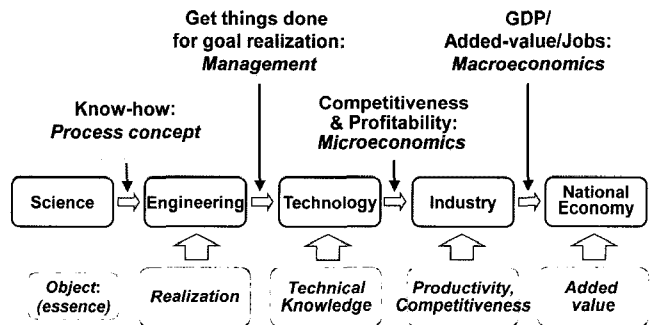 Get things done
for goal realization:
Management
GDP/
Added-value/Jobs:
Macroeconomics
Know-how:
Process concept
Competitiveness
& Profitability:
Microeconomics
Science
Engineering
Technology
Industry
National
Economy
Object:
(essence)
Realization
Technical
Knowledge
Productivity,
Competitiveness
Added
value